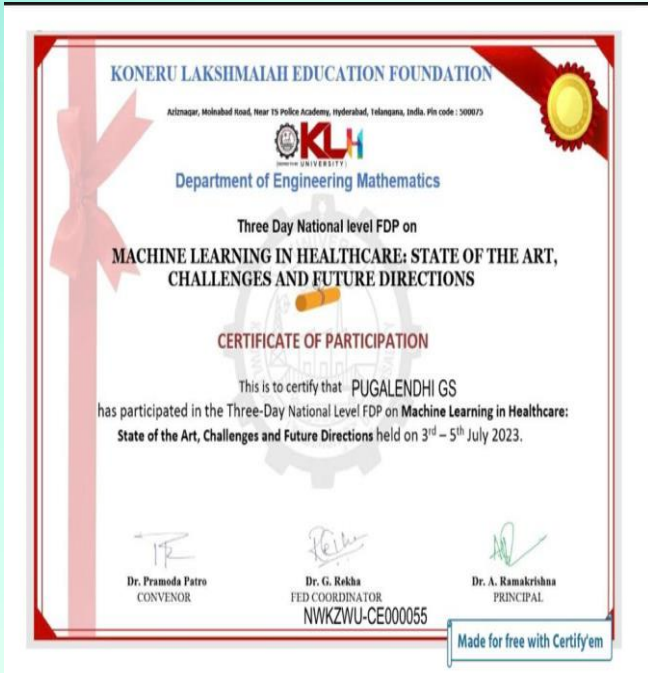 KONERU LAKSHMAIAH EDUCATION FOUNDATION
Aziznagar, Moinabad Road, Near TS Police Academy, Hyderabad, Telangana, India. Pin code : 500075
KLH
UNIVERSITY)
Department of Engineering Mathematics
Three Day National level FDP on
MACHINE LEARNING IN HEALTHCARE: STATE OF THE ART,
CHALLENGES AND FUTURE DIRECTIONS
CERTIFICATE OF PARTICIPATION
This is to certify that PUGALENDHI GS
has participated in the Three-Day National Level FDP on Machine Learning in Healthcare:
State of the Art, Challenges and Future Directions held on 3rd – 5th July 2023.
Dr. Pramoda Patro
CONVENOR
Dr. G. Rekha
FED COORDINATOR
Dr. A. Ramakrishna
PRINCIPAL
NWKZWU-CE000055
Made for free with Certify'em